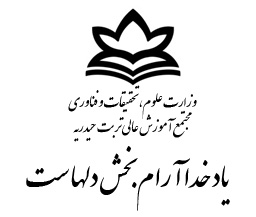 وزارت علوم، تحقیقات و فناوری
مجتمع آموزش عالی تربت حیدریه
یاد خدا آرام بخش دلهاست